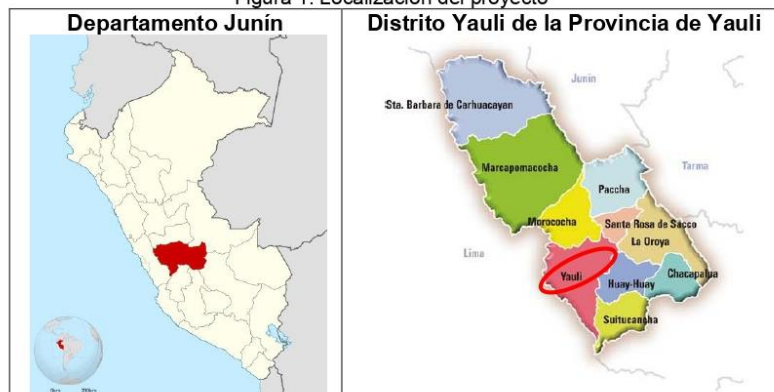 Figura 1. Localización del proyecto
Departamento Junín
Distrito Yauli de la Provincia de Yauli
Junin
Sta. Barbara de Carhuacayan
Marcapomacocha
Tarma
Paccha
Morococha
Santa Rosa de Sacco
La Oroya
Lima
Yauli
Huay-Huay
Chacapalpa
Suitucancha